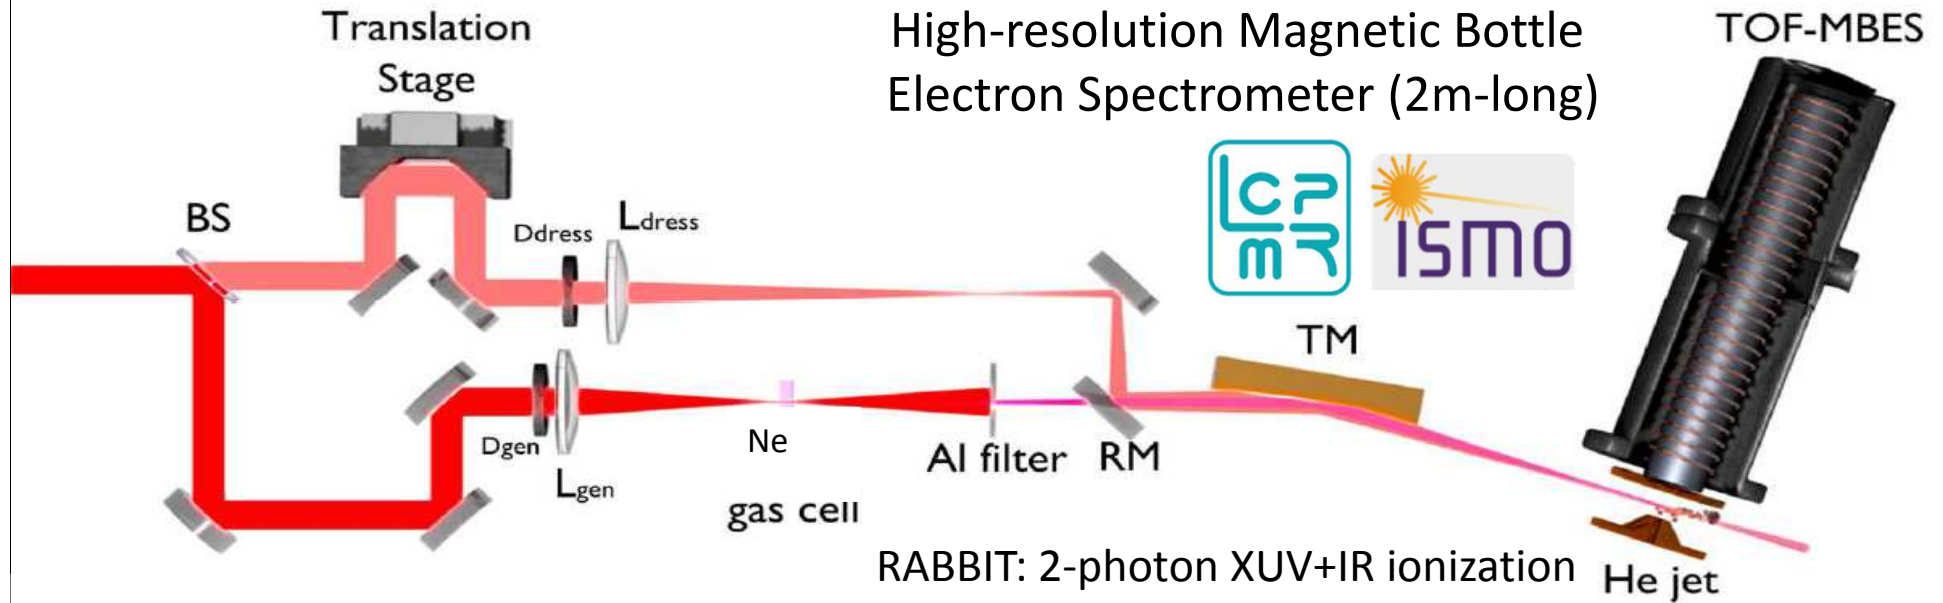 Translation
Stage
High-resolution Magnetic Bottle
Electron Spectrometer (2m-long)
TOF-MBES
BS
Ddress
Ldress
LCPMR
ISMO
TM
Dgen
Lgen
Ne
gas cell
Al filter
RM
RABBIT: 2-photon XUV+IR ionization
He jet